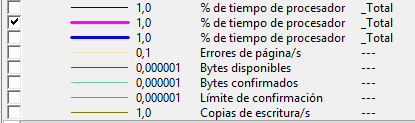 1,0 % de tiempo de procesador _Total
1,0 % de tiempo de procesador _Total
1,0 % de tiempo de procesador _Total
0,1 Errores de página/s ---
0,000001 Bytes disponibles ---
0,000001 Bytes confirmados ---
0,000001 Límite de confirmación ---
1,0 Copias de escritura/s ---